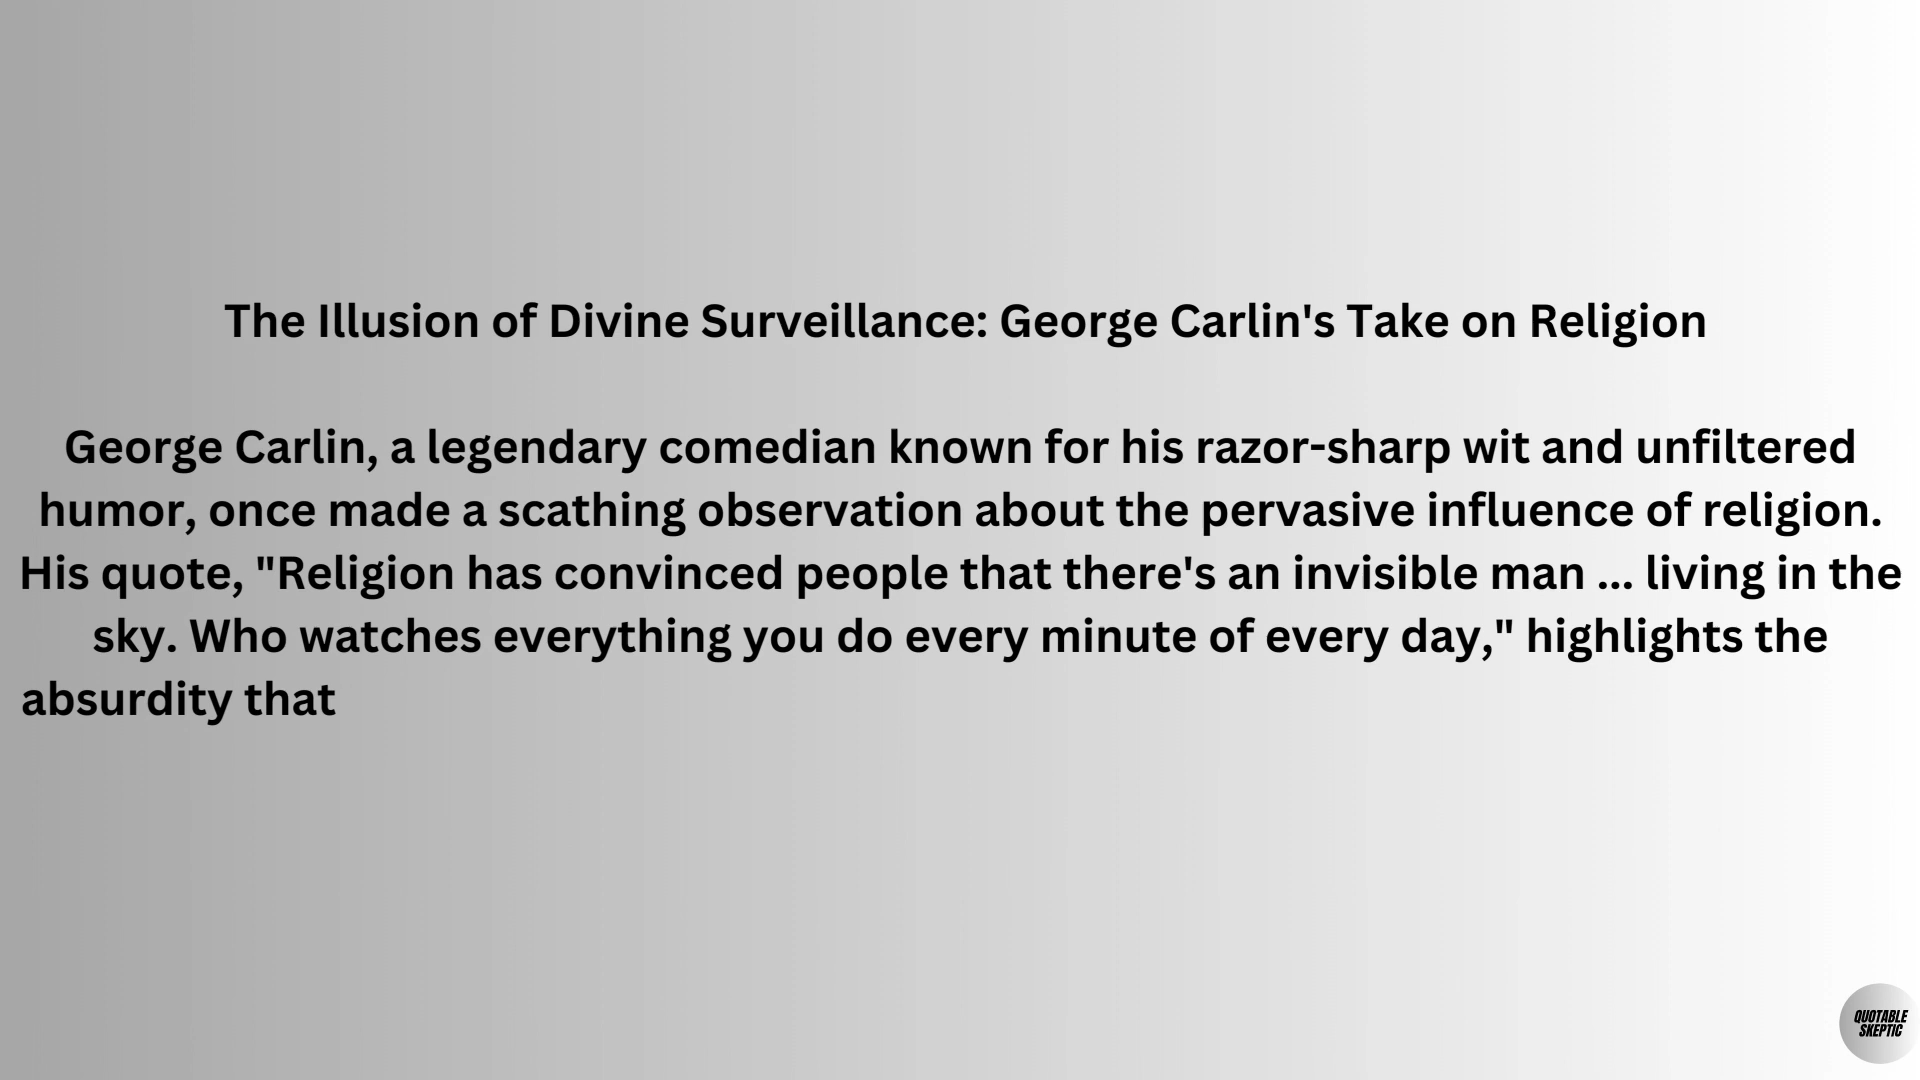 The Illusion of Divine Surveillance: George Carlin's Take on Religion
George Carlin, a legendary comedian known for his razor-sharp wit and unfiltered
humor, once made a scathing observation about the pervasive influence of religion.
His quote, "Religion has convinced people that there's an invisible man ... living in the
sky. Who watches everything you do every minute of every day," highlights the
absurdity that
QUOTABLE
SKEPTIC